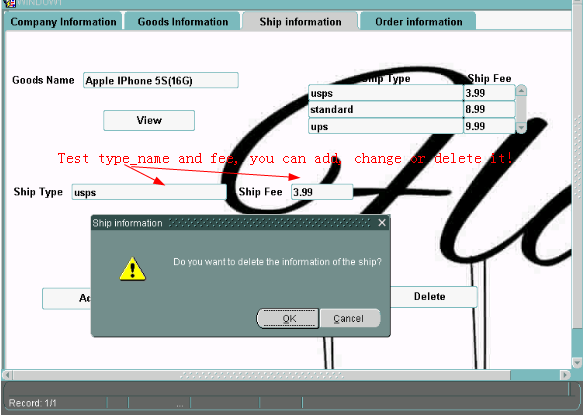 WINDOW1
Company Information Goods Information Ship information Order information
Goods Name Apple IPhone 5S(16G)
Ship Type Ship Fee
usps 3.99
standard 8.99
ups 9.99
View
Test type_name and fee, you can add, change or delete it!
Ship Type usps Ship Fee 3.99
Ship information
Do you want to delete the information of the ship?
Delete
OK Cancel
Record: 1/1 ...